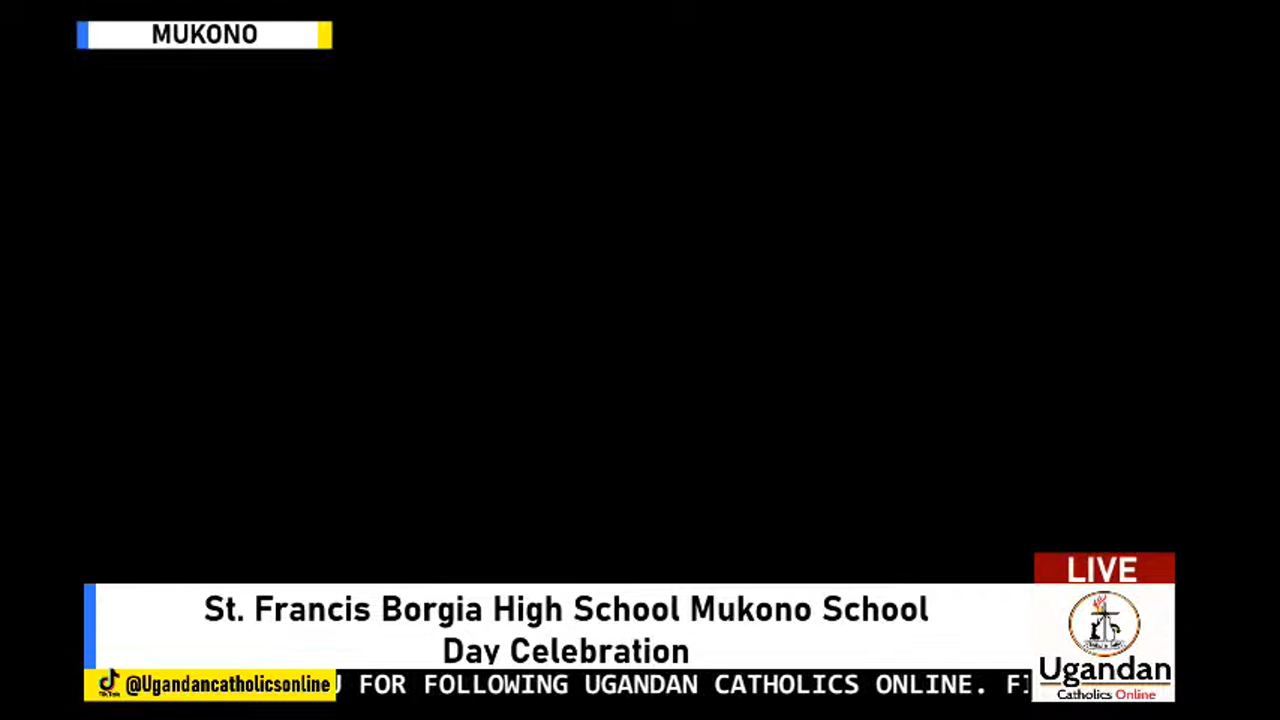 MUKONO
LIVE
St. Francis Borgia High School Mukono School
Day Celebration
TikTok
@Ugandancatholicsonline
FOR FOLLOWING UGANDAN CATHOLICS ONLINE.
Ugandan
Catholics Online